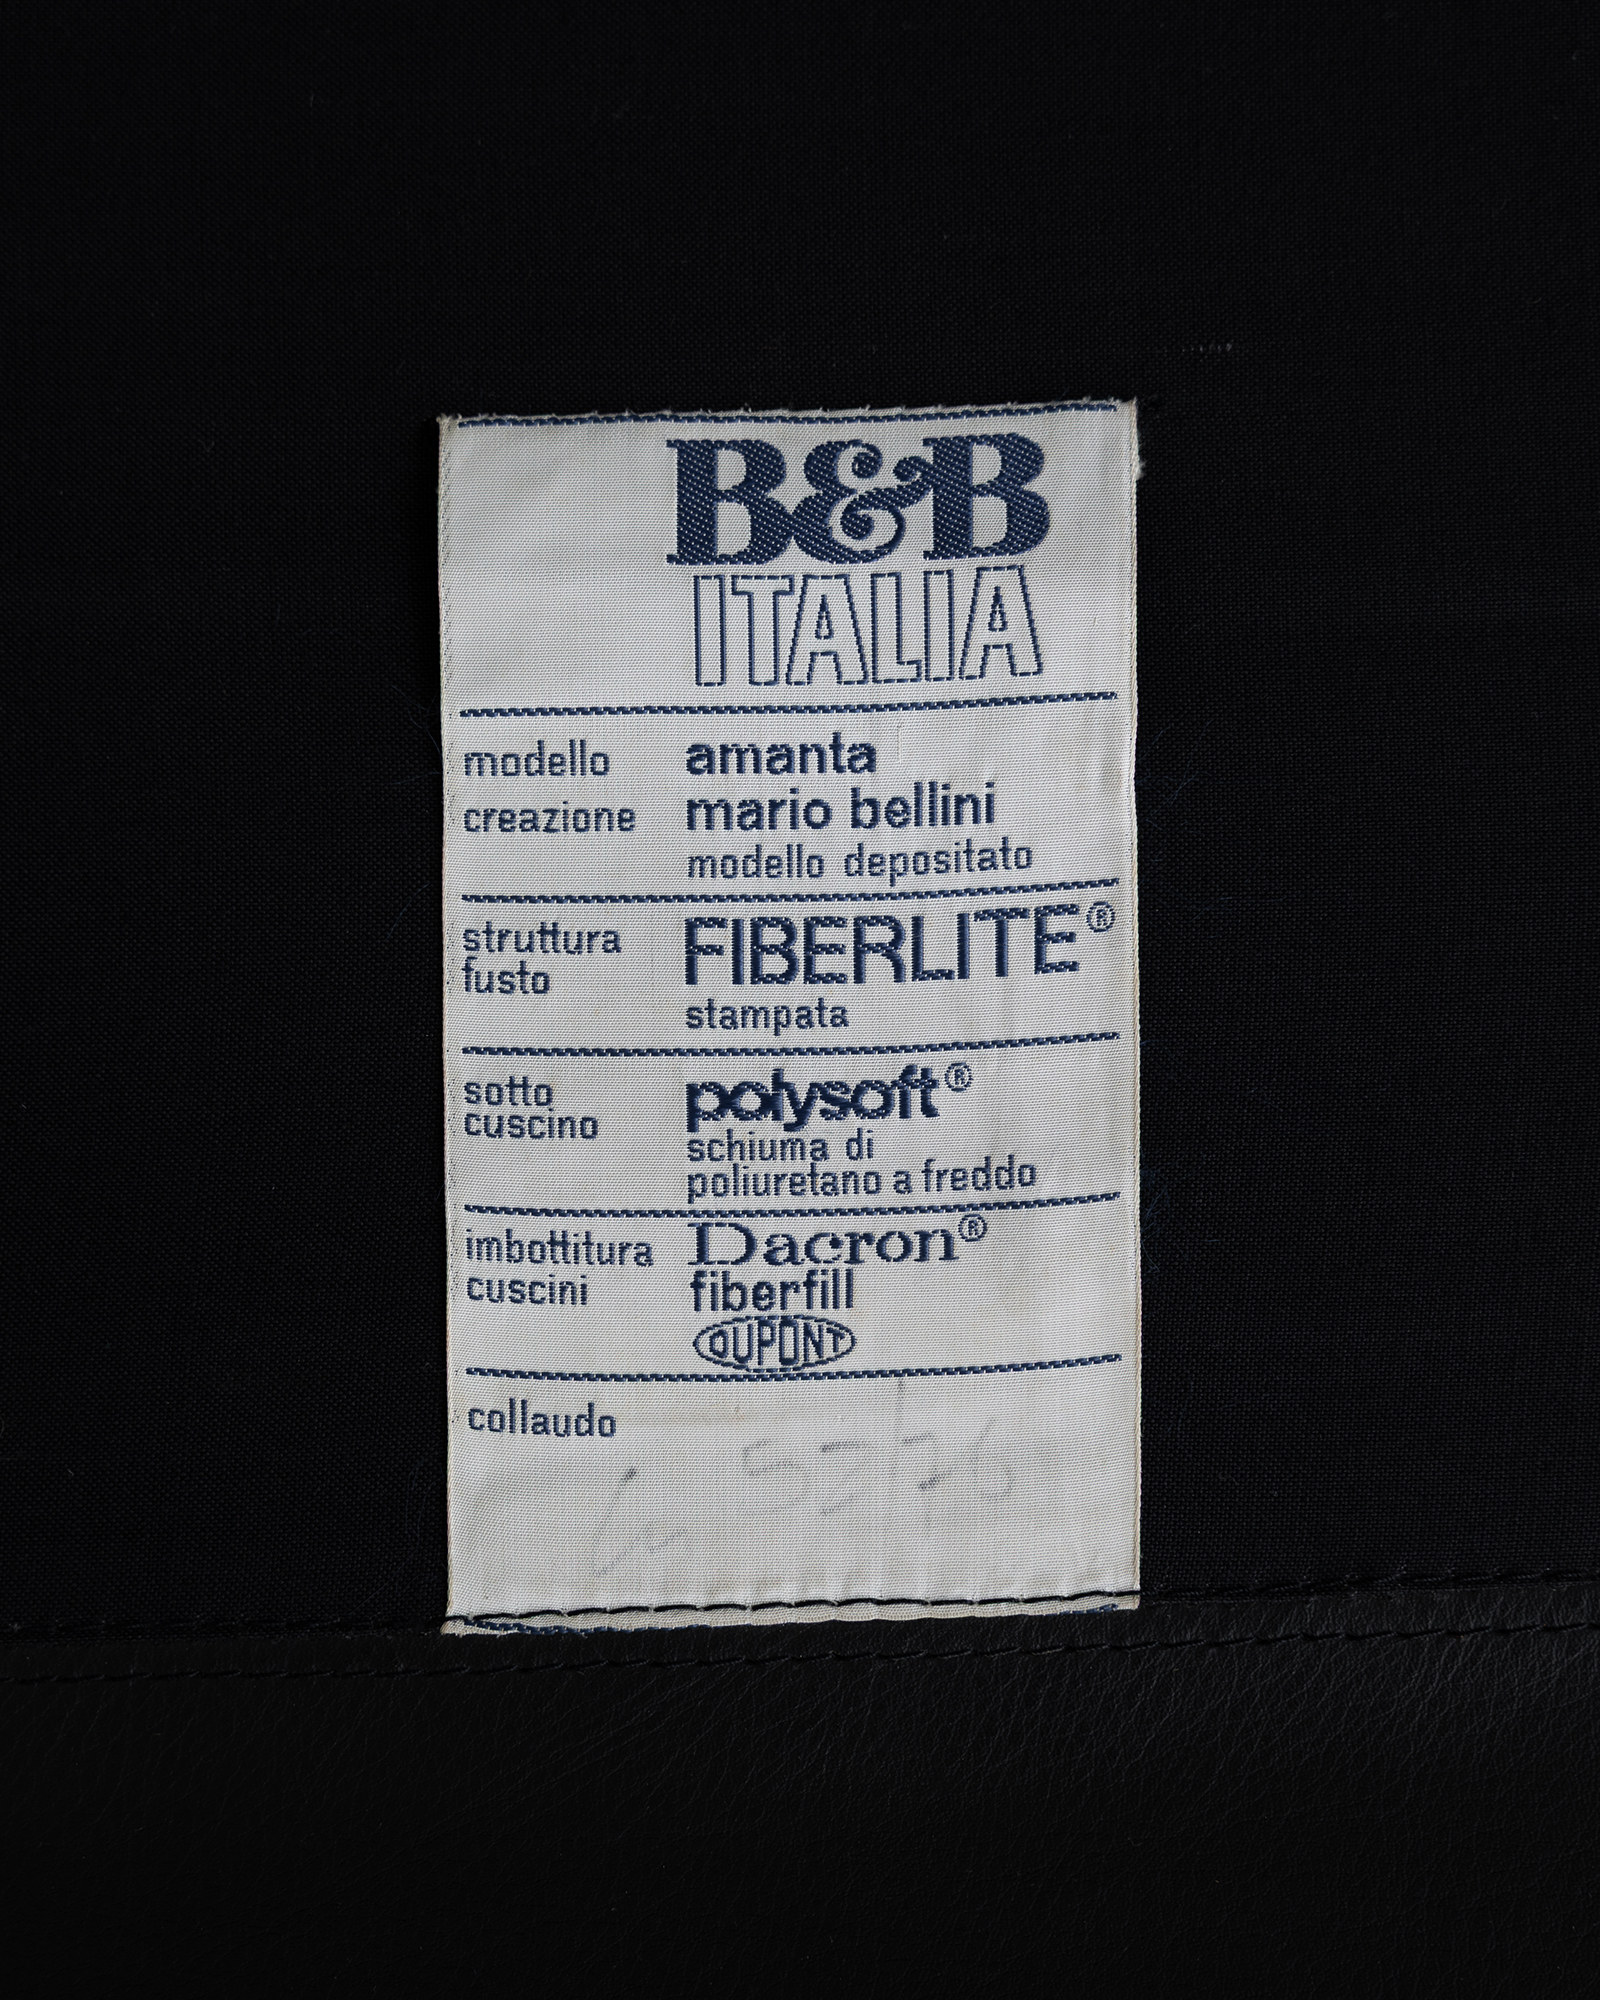 B&B
ITALIA
modello amanta
creazione mario bellini
modello depositato
struttura fusto FIBERLITE®
stampata
sotto cuscino polysoft®
schiuma di
poliuretano a freddo
imbottitura cuscini Dacron®
fiberfill
DUPONT
collaudo